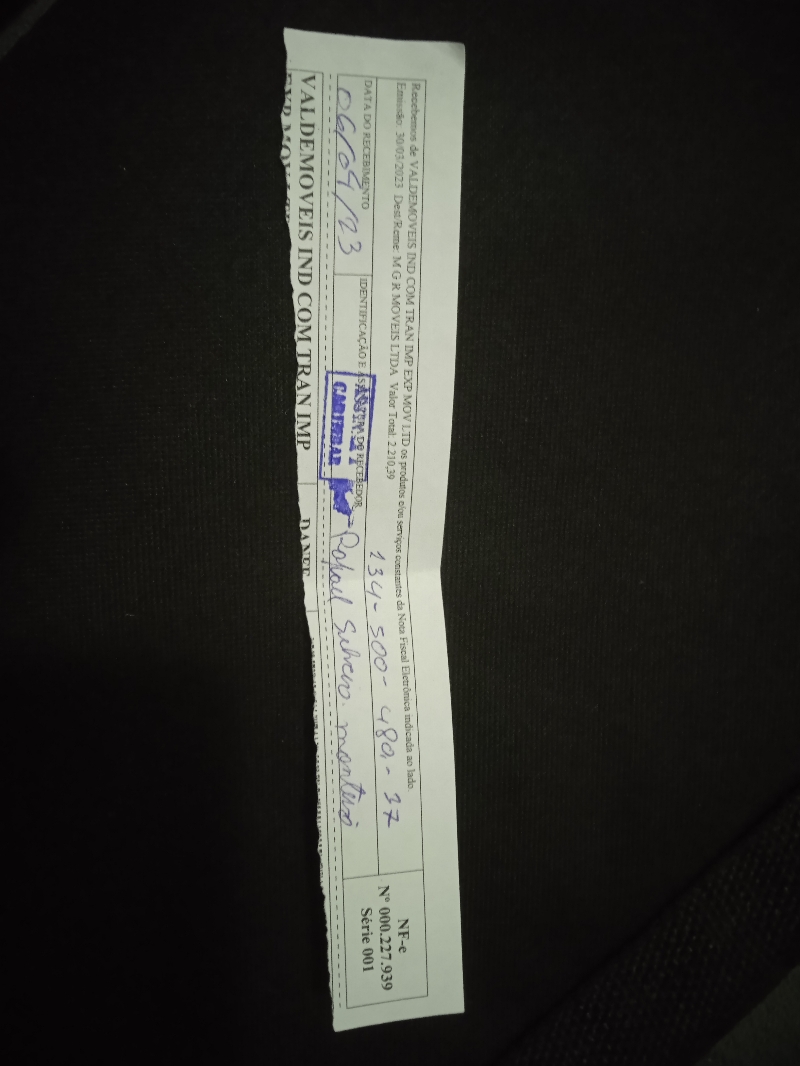 Recebemos de VALDEMOVEIS IND COM TRAN IMP EXP MOV LTD os produtos e/ou serviços constantes da Nota Fiscal Eletrônica indicada ao lado.
Emissão: 30/03/2023 Dest/Reme: M G R MOVEIS LTDA Valor Total: 2.210,39
134-500-480-37
NF-e
Nº 000.227.939
Série 001
DATA DO RECEBIMENTO
06/04/23
IDENTIFICAÇÃO E ASSINATURA DO RECEBEDOR
Rafael Silverio monteiro
VALDEMOVEIS IND COM TRAN IMP
DANFE